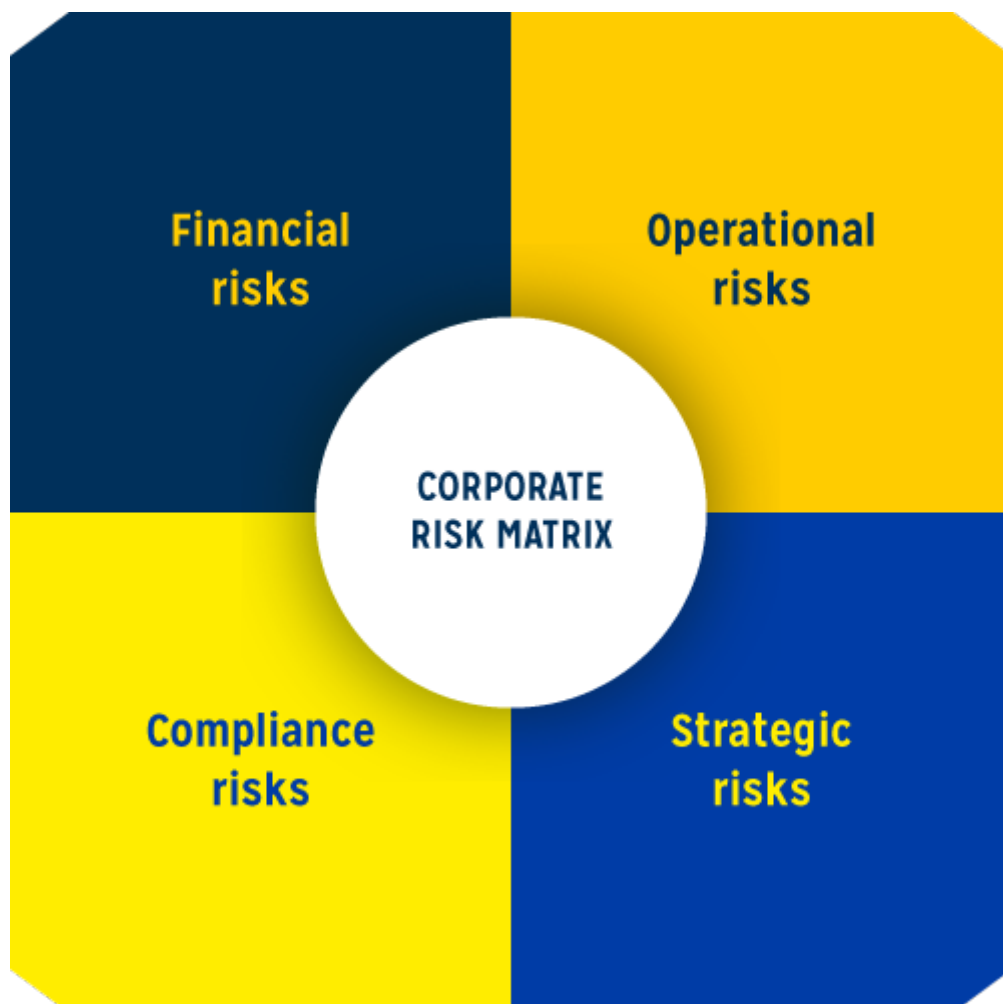 Financial
risks
Operational
risks
CORPORATE
RISK MATRIX
Compliance
risks
Strategic
risks